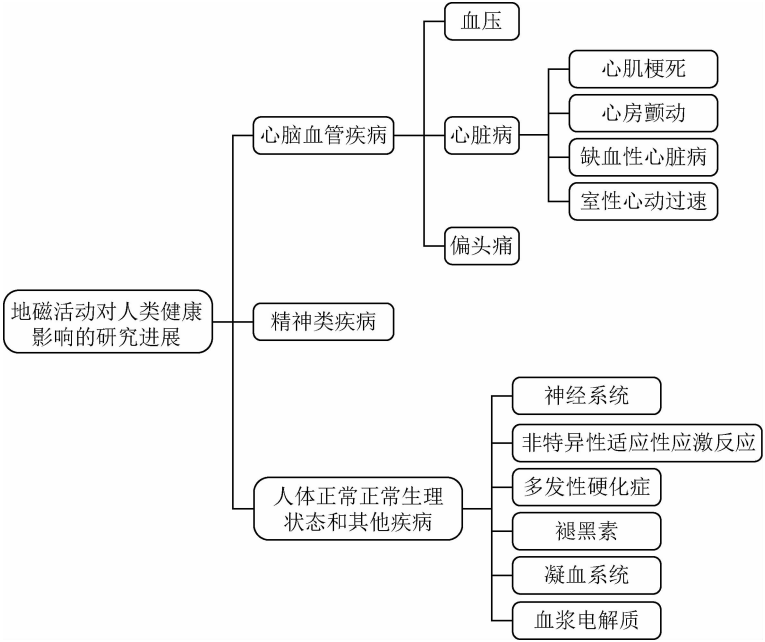 地磁活动对人类健康
影响的研究进展
心脑血管疾病
血压
心脏病
心肌梗死
心房颤动
缺血性心脏病
室性心动过速
偏头痛
精神类疾病
人体正常正常生理
状态和其他疾病
神经系统
非特异性适应性应激反应
多发性硬化症
褪黑素
凝血系统
血浆电解质